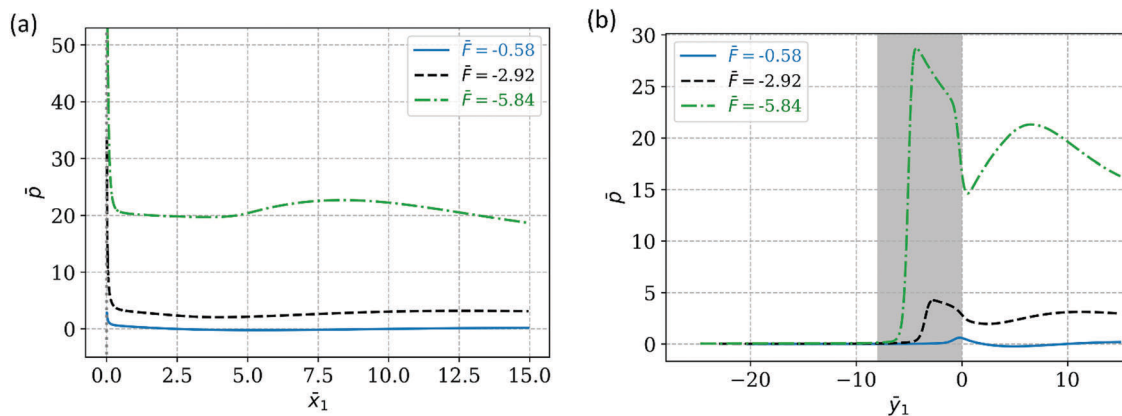 (a)
50
40
30
20
10
0
p̄
0.0 2.5 5.0 7.5 10.0 12.5 15.0
x̄₁
F̄ = -0.58
F̄ = -2.92
F̄ = -5.84
(b)
30
25
20
15
10
5
0
p̄
−20 −10 0 10
ȳ₁
F̄ = -0.58
F̄ = -2.92
F̄ = -5.84